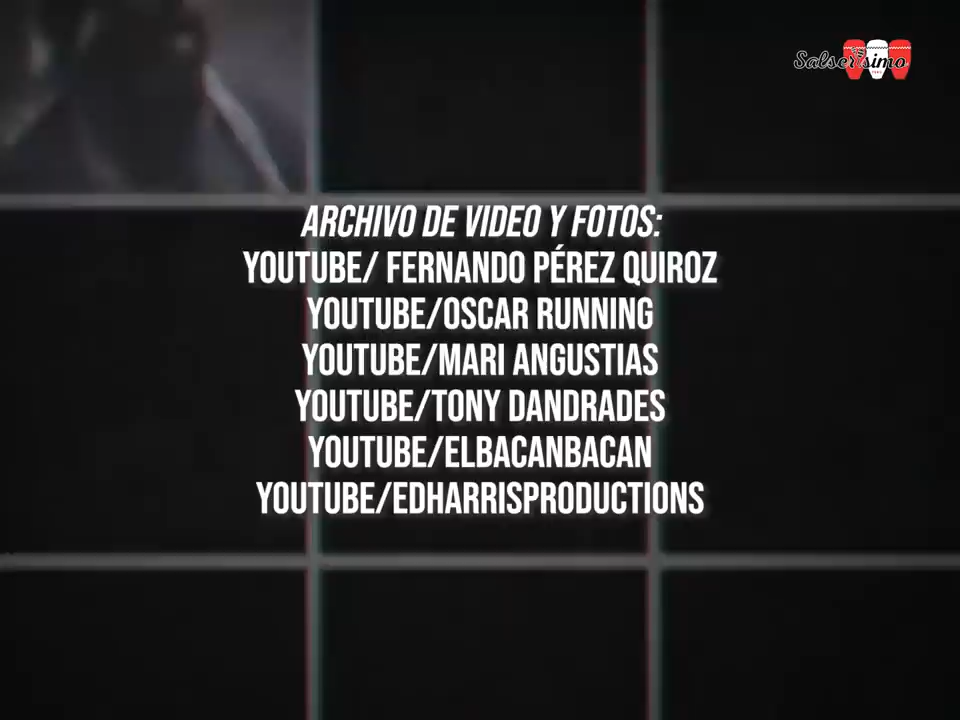 Salserísimo
PERÚ
ARCHIVO DE VIDEO Y FOTOS:
YOUTUBE/ FERNANDO PÉREZ QUIROZ
YOUTUBE/OSCAR RUNNING
YOUTUBE/MARI ANGUSTIAS
YOUTUBE/TONY DANDRADES
YOUTUBE/ELBACANBACAN
YOUTUBE/EDHARRISPRODUCTIONS